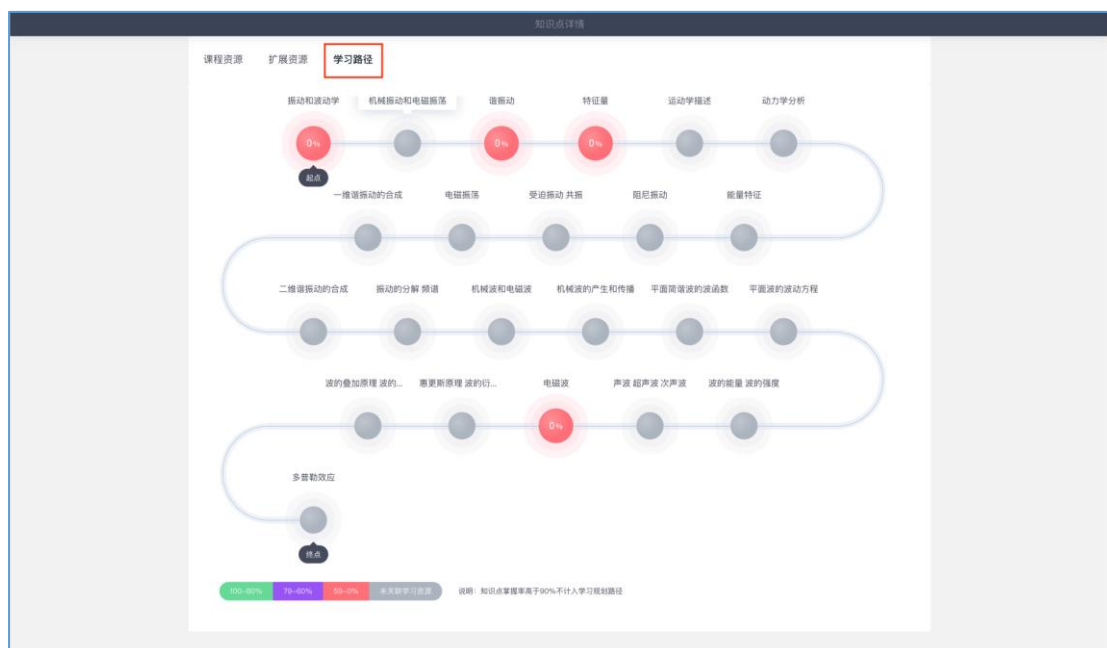 知识点详情
课程资源 扩展资源 学习路径
振动和波动学 机械振动和电磁振荡 谐振动 特征量 运动学描述 动力学分析
0% 0% 0%
起点
一维谐振动的合成 电磁振荡 受迫振动 共振 阻尼振动 能量特征
二维谐振动的合成 振动的分解 频谱 机械波和电磁波 机械波的产生和传播 平面简谐波的波函数 平面波的波动方程
波的叠加原理 波的... 惠更斯原理 波的衍... 电磁波 声波 超声波 次声波 波的能量 波的强度
0%
多普勒效应
终点
100~80% 79~60% 59~0% 未关联学习资源 说明：知识点掌握率高于90%不计入学习规划路径